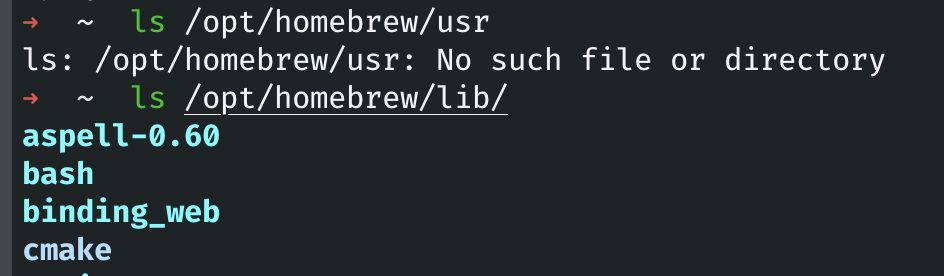 → ~ ls /opt/homebrew/usr
ls: /opt/homebrew/usr: No such file or directory
→ ~ ls /opt/homebrew/lib/
aspell-0.60
bash
binding_web
cmake